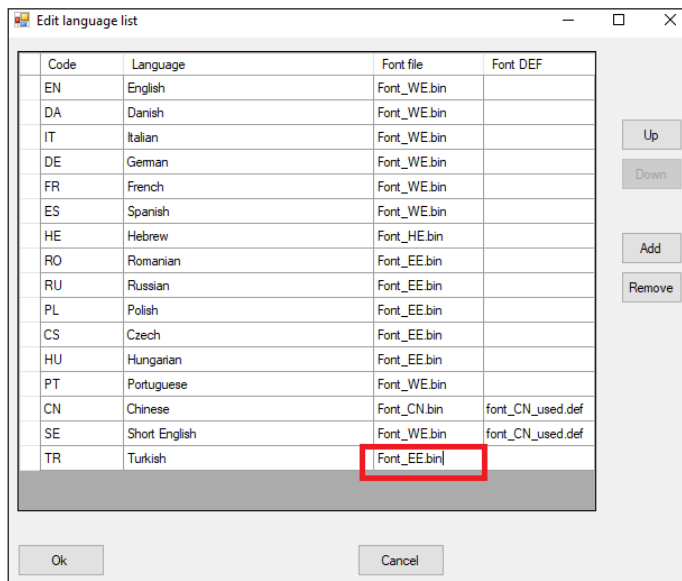 Edit language list
Code Language Font file Font DEF
EN English Font_WE.bin
DA Danish Font_WE.bin
IT Italian Font_WE.bin
DE German Font_WE.bin
FR French Font_WE.bin
ES Spanish Font_WE.bin
HE Hebrew Font_HE.bin
RO Romanian Font_EE.bin
RU Russian Font_EE.bin
PL Polish Font_EE.bin
CS Czech Font_EE.bin
HU Hungarian Font_EE.bin
PT Portuguese Font_WE.bin
CN Chinese Font_CN.bin font_CN_used.def
SE Short English Font_WE.bin font_CN_used.def
TR Turkish Font_EE.bin
Up
Down
Add
Remove
Ok Cancel